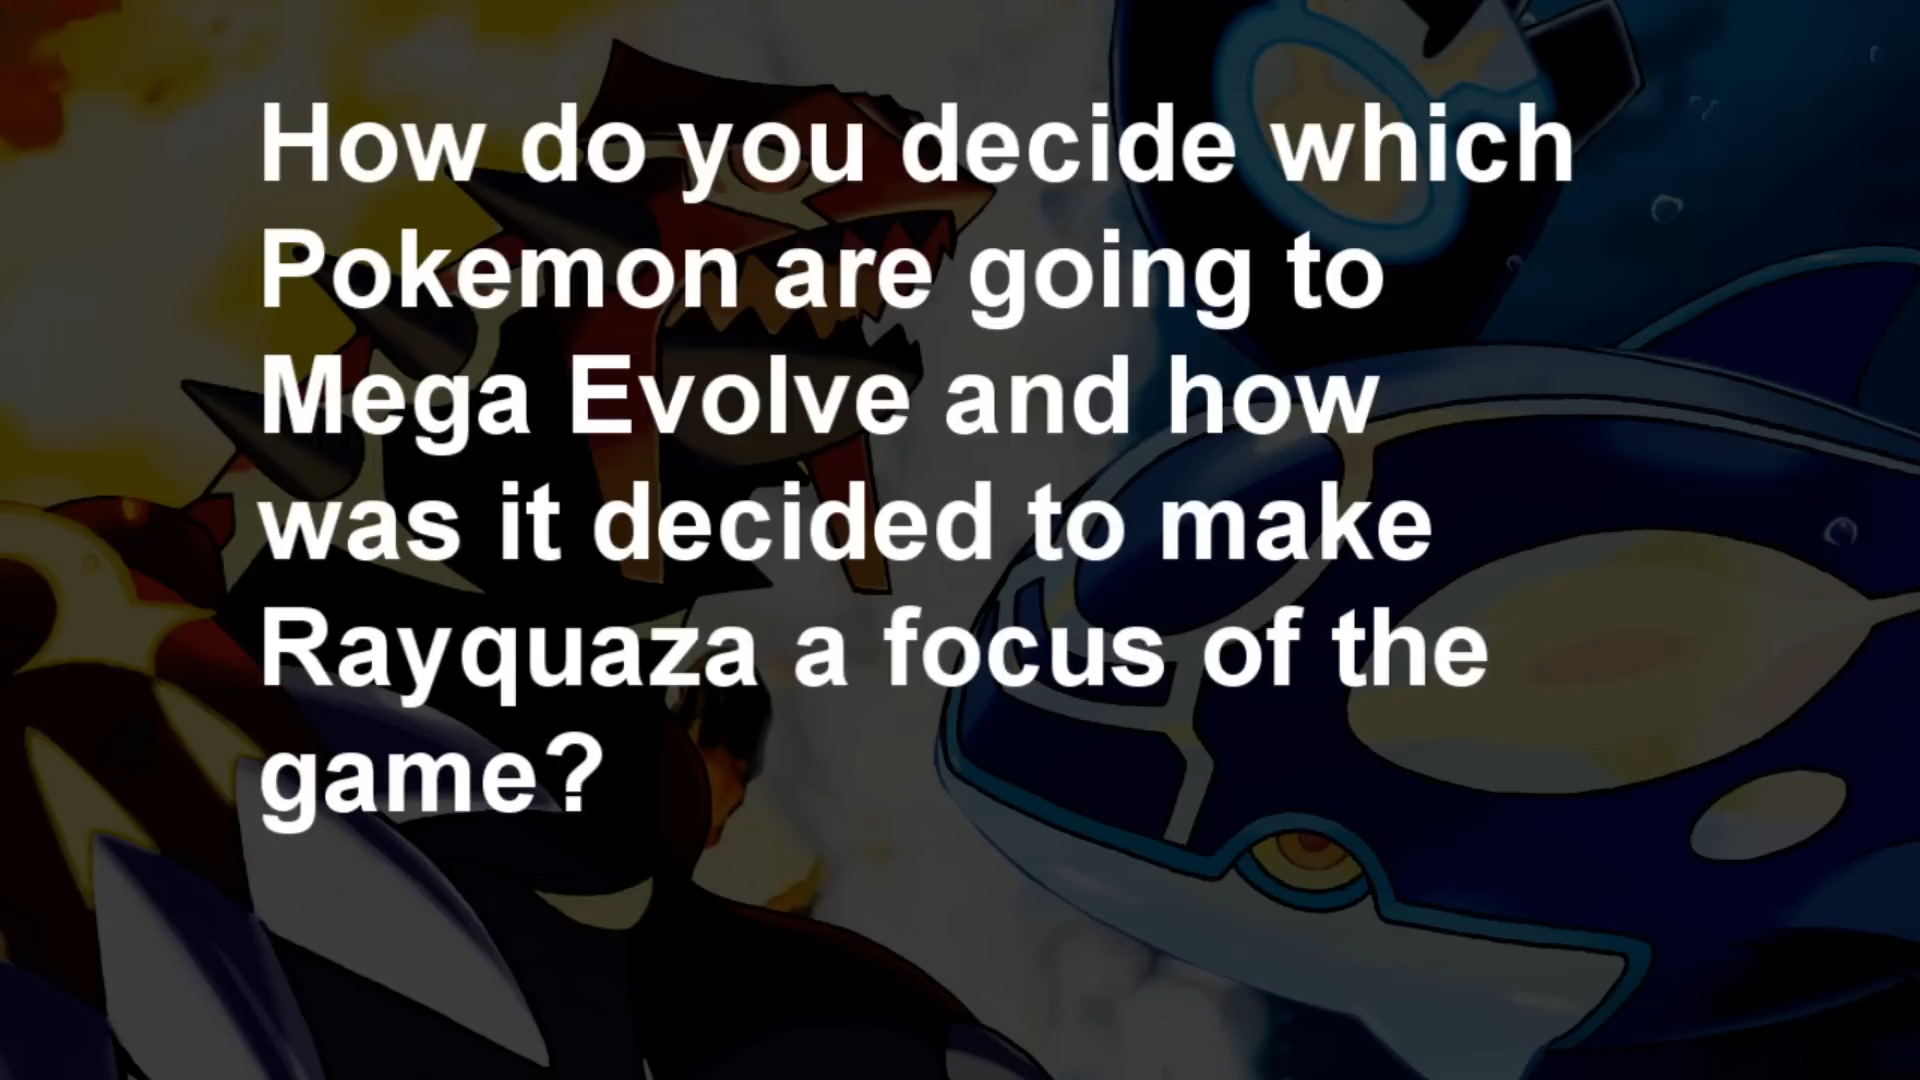 How do you decide which
Pokemon are going to
Mega Evolve and how
was it decided to make
Rayquaza a focus of the
game?